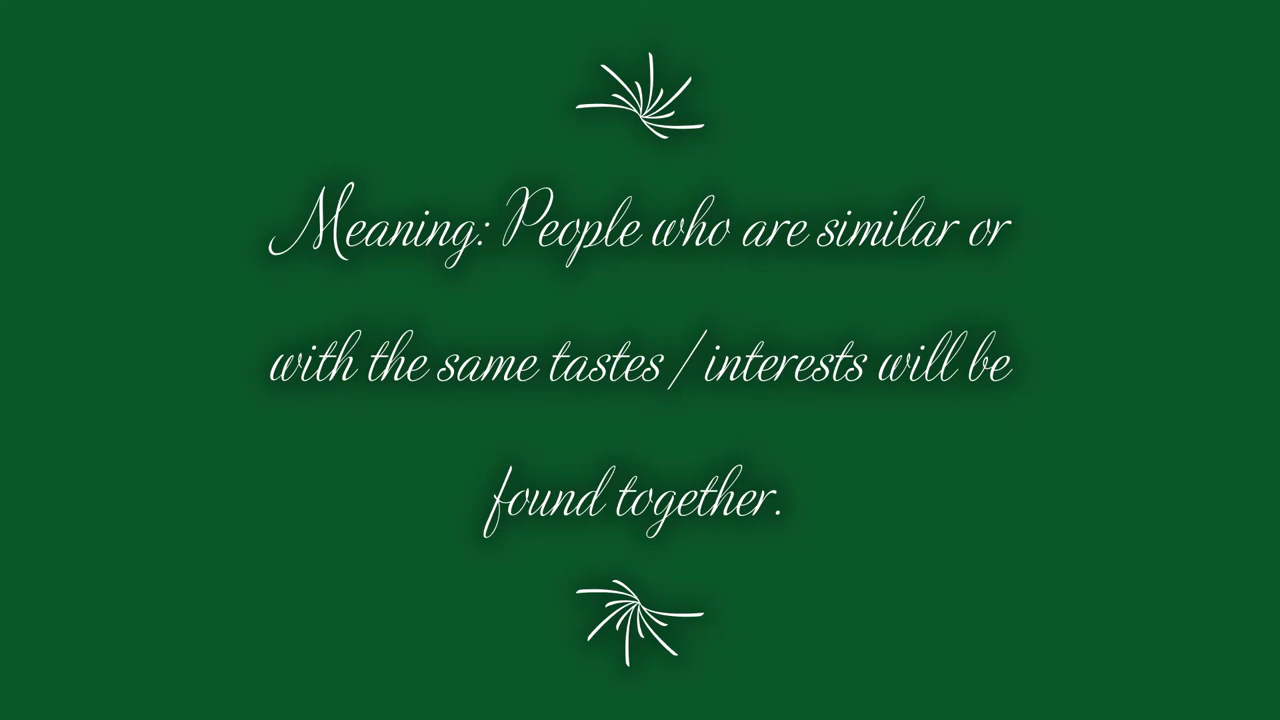 Meaning: People who are similar or
with the same tastes / interests will be
found together.